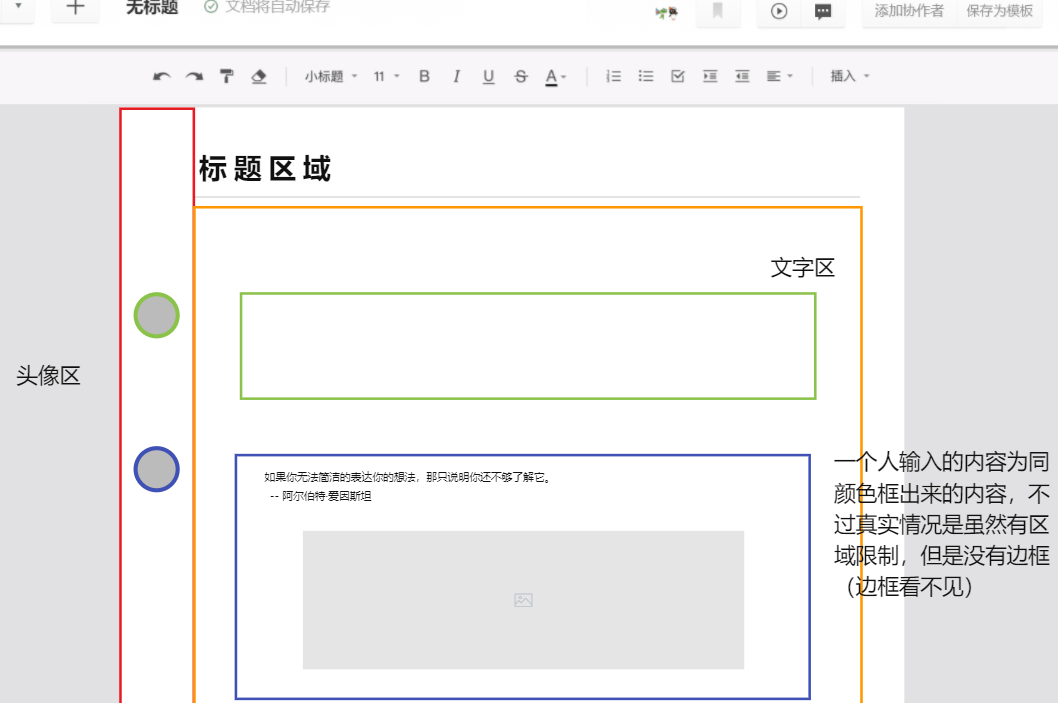 无标题 文档将自动保存 添加协作者 保存为模板
小标题 11 B I U S A 插入
标题区域
文字区
头像区
如果你无法简洁的表达你的想法，那只说明你还不够了解它。
-- 阿尔伯特·爱因斯坦
一个人输入的内容为同
颜色框出来的内容，不
过真实情况是虽然有区
域限制，但是没有边框
（边框看不见）